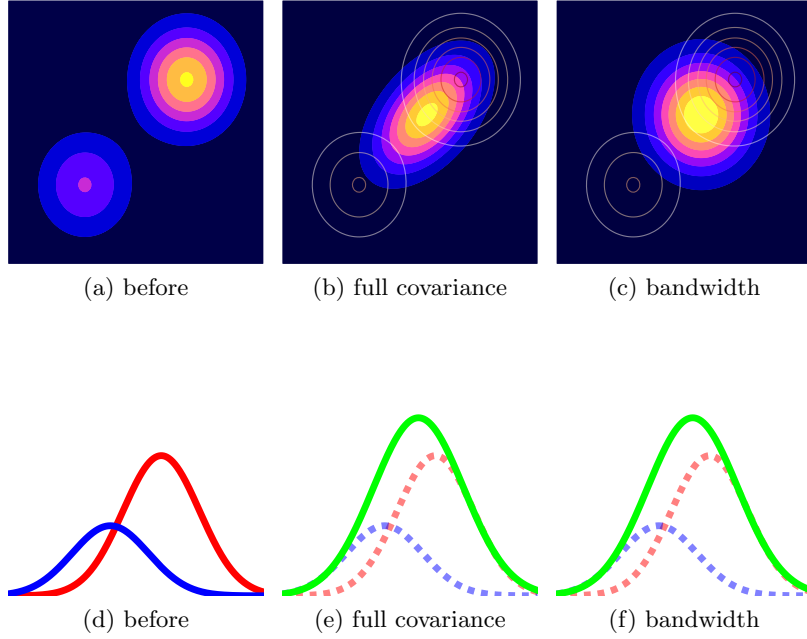 (a) before
(b) full covariance
(c) bandwidth
(d) before
(e) full covariance
(f) bandwidth